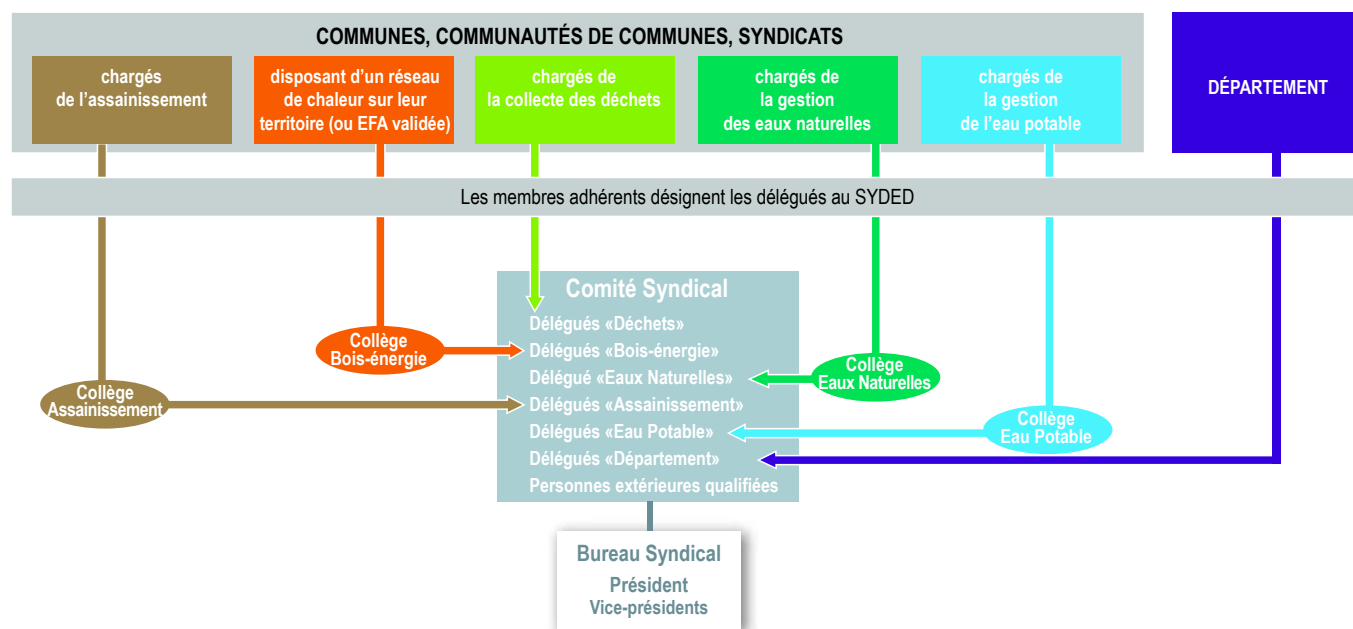 COMMUNES, COMMUNAUTÉS DE COMMUNES, SYNDICATS
chargés
de l’assainissement
disposant d’un réseau
de chaleur sur leur
territoire (ou EFA validée)
chargés de
la collecte des déchets
chargés de
la gestion
des eaux naturelles
chargés de
la gestion
de l’eau potable
DÉPARTEMENT
Les membres adhérents désignent les délégués au SYDED
Comité Syndical
Délégués «Déchets»
Délégués «Bois-énergie»
Délégué «Eaux Naturelles»
Délégués «Assainissement»
Délégués «Eau Potable»
Délégués «Département»
Personnes extérieures qualifiées
Collège
Bois-énergie
Collège
Eaux Naturelles
Collège
Assainissement
Collège
Eau Potable
Bureau Syndical
Président
Vice-présidents